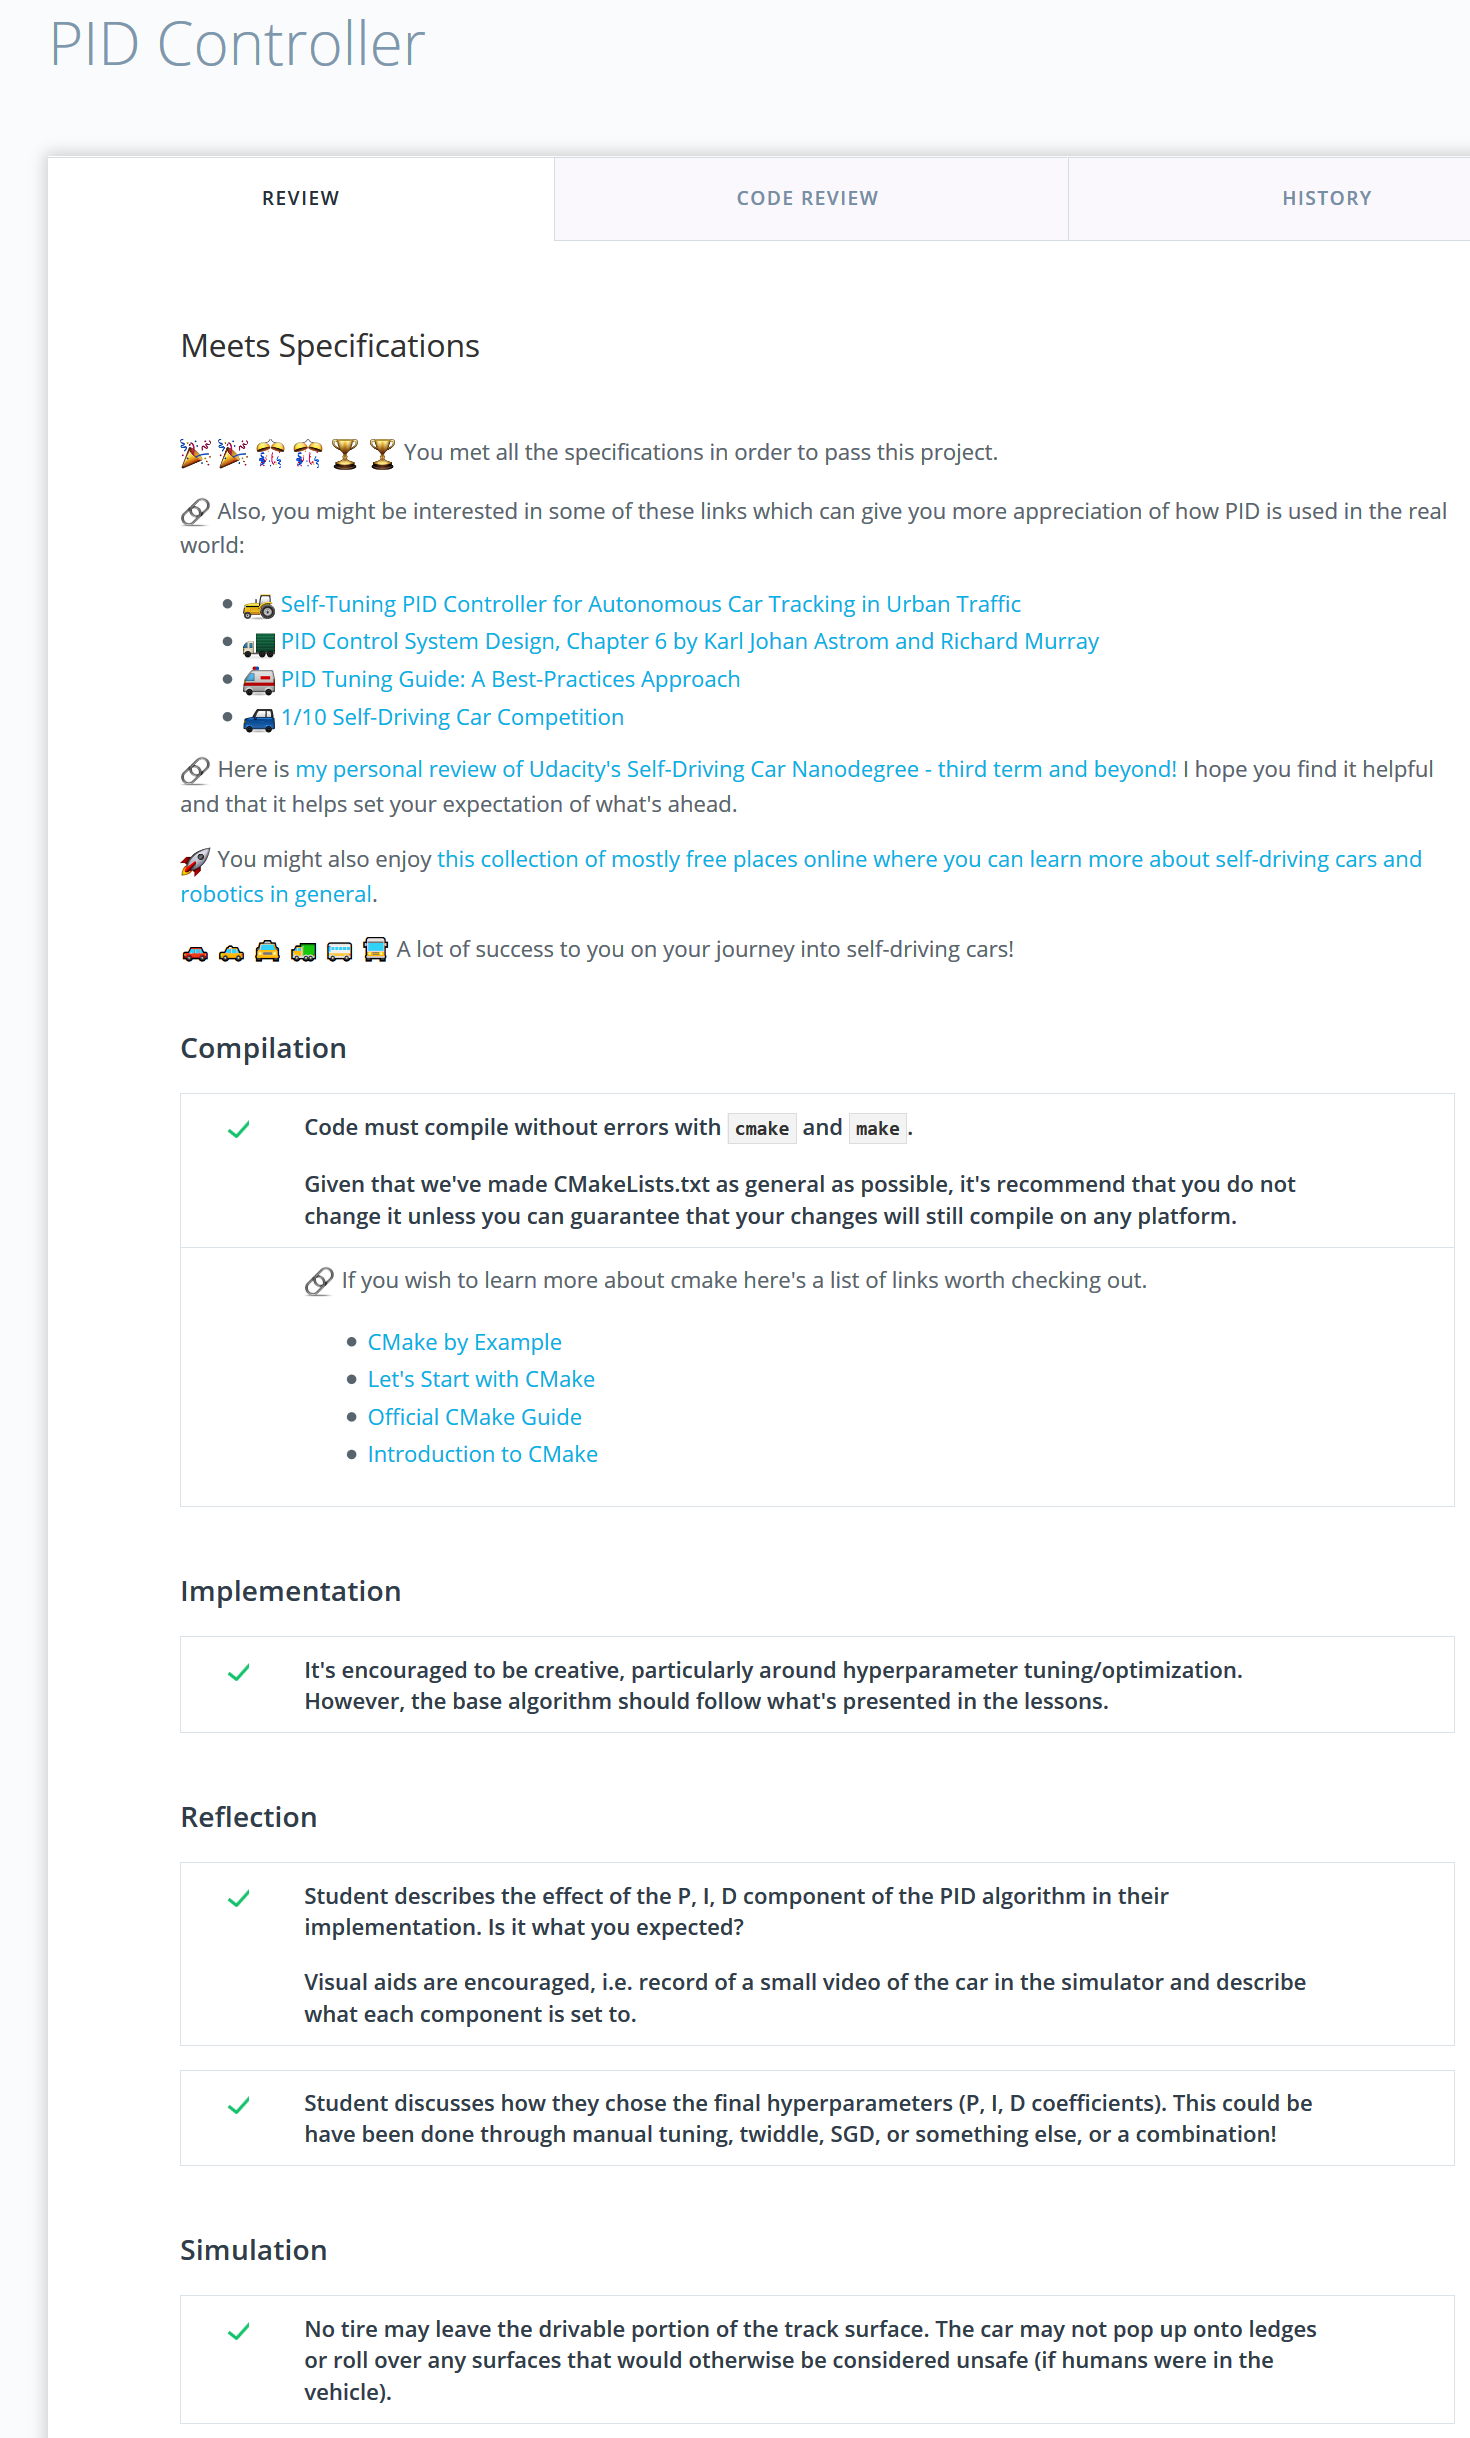 PID Controller
REVIEW
CODE REVIEW
HISTORY
Meets Specifications
You met all the specifications in order to pass this project.
Also, you might be interested in some of these links which can give you more appreciation of how PID is used in the real
world:
Self-Tuning PID Controller for Autonomous Car Tracking in Urban Traffic
PID Control System Design, Chapter 6 by Karl Johan Astrom and Richard Murray
PID Tuning Guide: A Best-Practices Approach
1/10 Self-Driving Car Competition
Here is my personal review of Udacity's Self-Driving Car Nanodegree - third term and beyond! I hope you find it helpful
and that it helps set your expectation of what's ahead.
You might also enjoy this collection of mostly free places online where you can learn more about self-driving cars and
robotics in general.
A lot of success to you on your journey into self-driving cars!
Compilation
Code must compile without errors with cmake and make.
Given that we've made CMakeLists.txt as general as possible, it's recommend that you do not
change it unless you can guarantee that your changes will still compile on any platform.
If you wish to learn more about cmake here's a list of links worth checking out.
CMake by Example
Let's Start with CMake
Official CMake Guide
Introduction to CMake
Implementation
It's encouraged to be creative, particularly around hyperparameter tuning/optimization.
However, the base algorithm should follow what's presented in the lessons.
Reflection
Student describes the effect of the P, I, D component of the PID algorithm in their
implementation. Is it what you expected?
Visual aids are encouraged, i.e. record of a small video of the car in the simulator and describe
what each component is set to.
Student discusses how they chose the final hyperparameters (P, I, D coefficients). This could be
have been done through manual tuning, twiddle, SGD, or something else, or a combination!
Simulation
No tire may leave the drivable portion of the track surface. The car may not pop up onto ledges
or roll over any surfaces that would otherwise be considered unsafe (if humans were in the
vehicle).